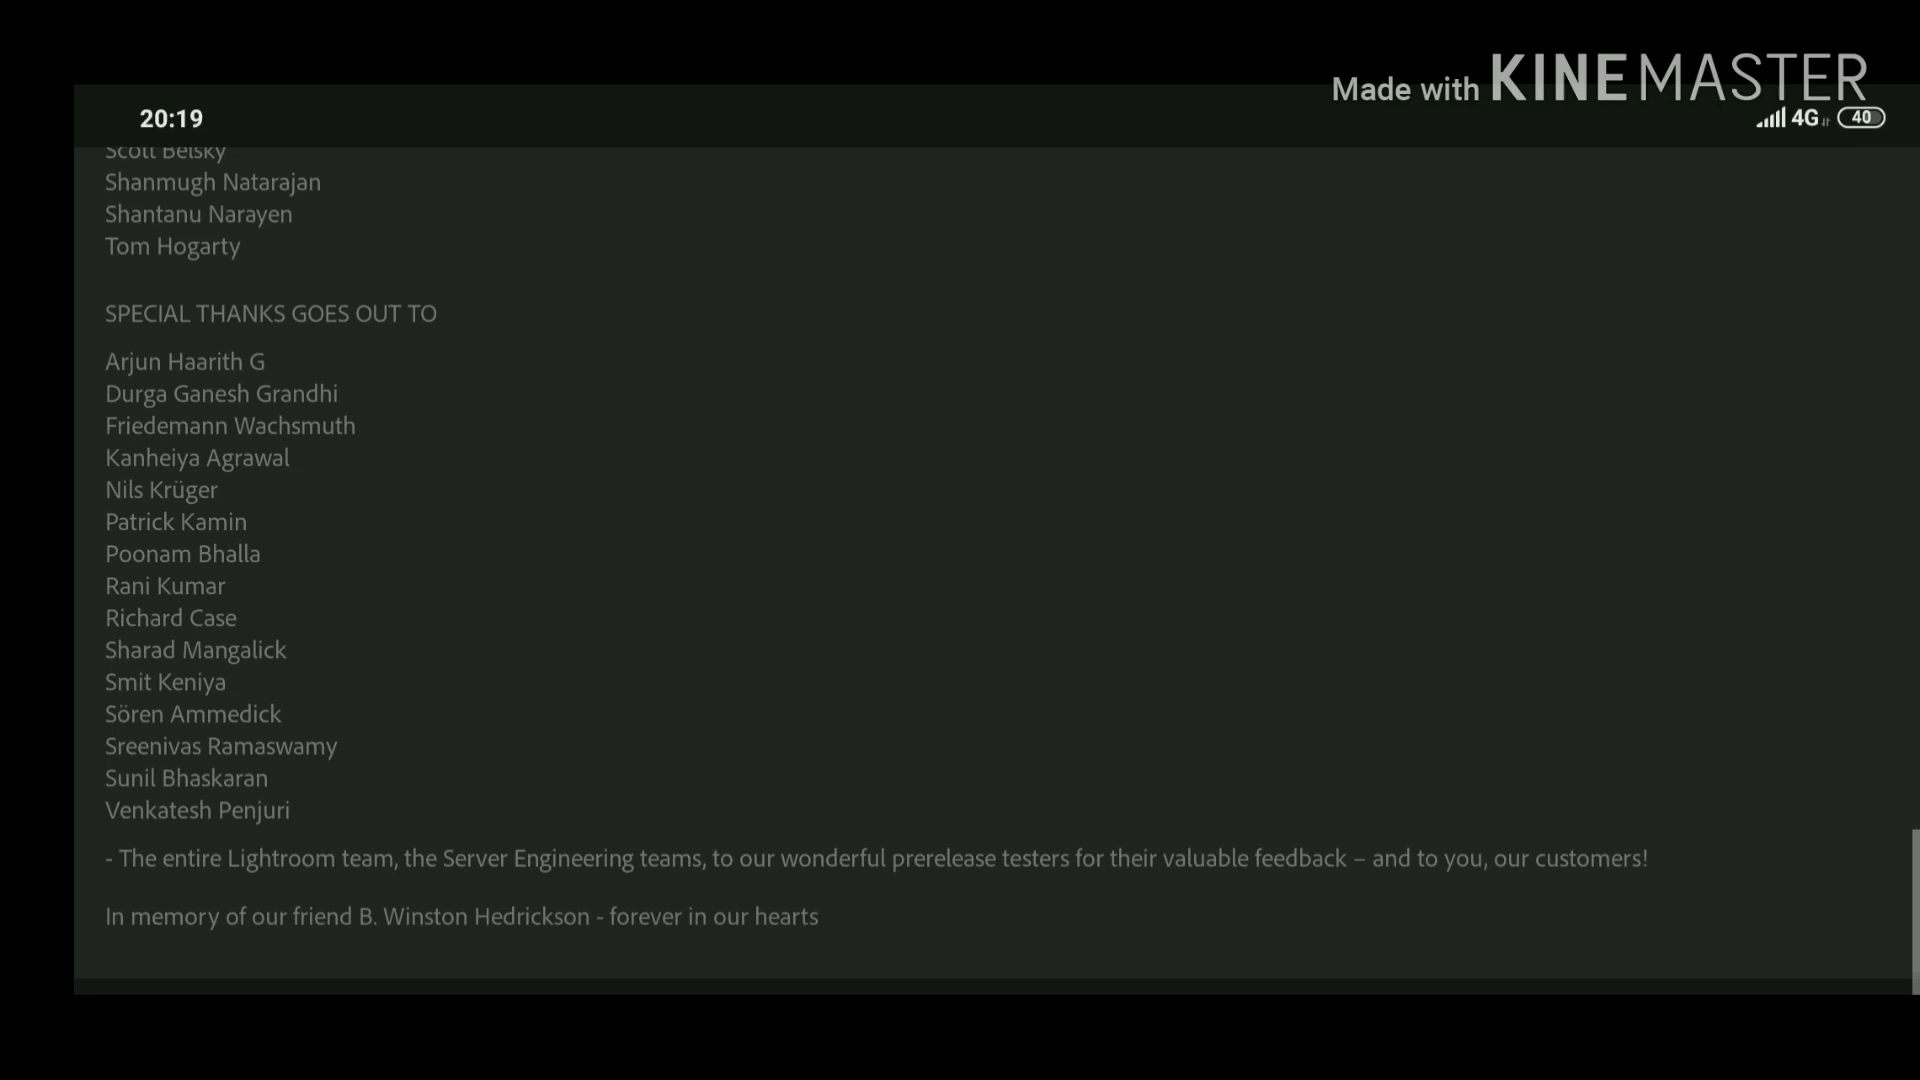 Made with KINEMASTER
20:19
4G 40
Scott Belsky
Shanmugh Natarajan
Shantanu Narayen
Tom Hogarty
SPECIAL THANKS GOES OUT TO
Arjun Haarith G
Durga Ganesh Grandhi
Friedemann Wachsmuth
Kanheiya Agrawal
Nils Krüger
Patrick Kamin
Poonam Bhalla
Rani Kumar
Richard Case
Sharad Mangalick
Smit Keniya
Sören Ammedick
Sreenivas Ramaswamy
Sunil Bhaskaran
Venkatesh Penjuri
- The entire Lightroom team, the Server Engineering teams, to our wonderful prerelease testers for their valuable feedback – and to you, our customers!
In memory of our friend B. Winston Hedrickson - forever in our hearts